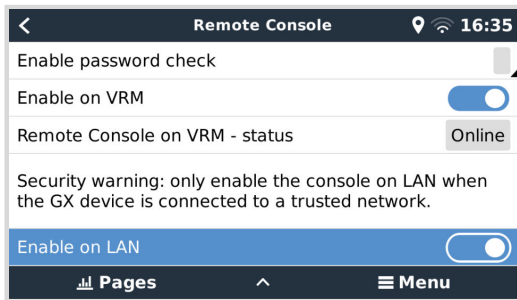 Remote Console 16:35
Enable password check
Enable on VRM
Remote Console on VRM - status Online
Security warning: only enable the console on LAN when
the GX device is connected to a trusted network.
Enable on LAN
Pages Menu